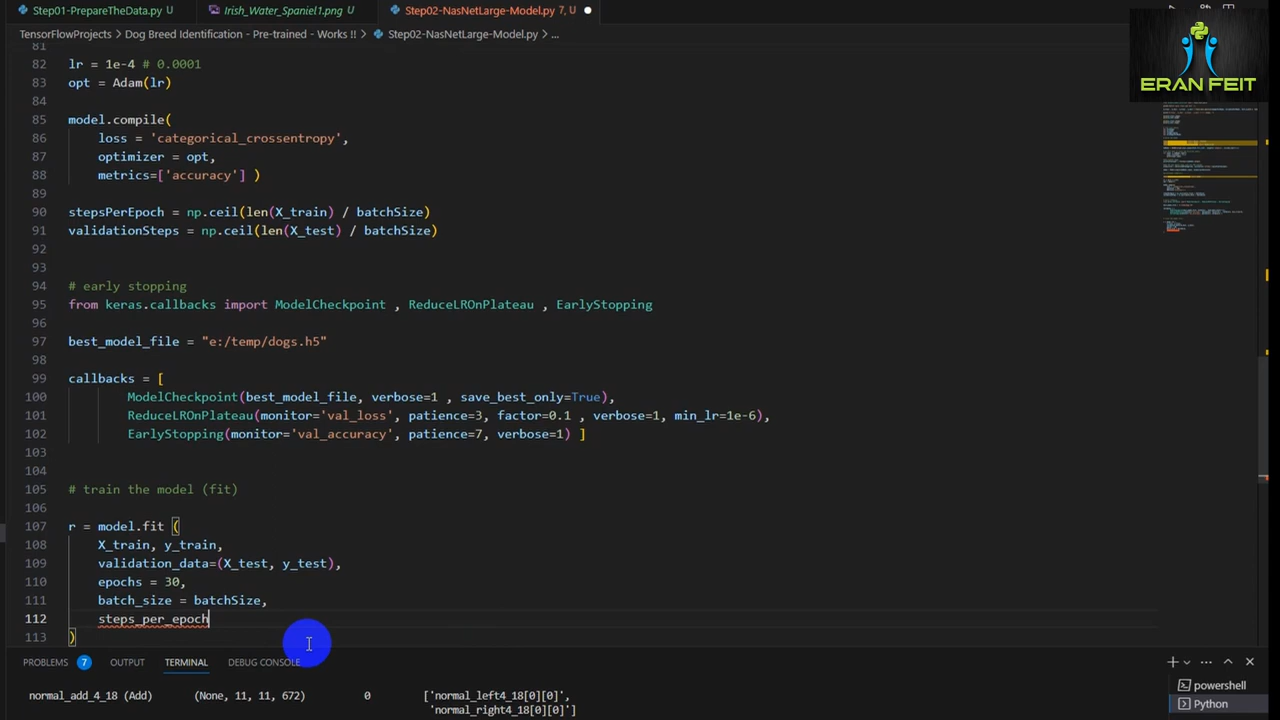 Step01-PrepareTheData.py 7, U
Irish_Water_Spaniel1.png U
Step02-NasNetLarge-Model.py 7, U
TensorFlowProjects > Dog Breed Identification - Pre-trained - Works !! > Step02-NasNetLarge-Model.py > ...
ERAN FEIT
81
82 lr = 1e-4 # 0.0001
83 opt = Adam(lr)
84
85 model.compile(
86 loss = 'categorical_crossentropy',
87 optimizer = opt,
88 metrics=['accuracy'] )
89
90 stepsPerEpoch = np.ceil(len(X_train) / batchSize)
91 validationSteps = np.ceil(len(X_test) / batchSize)
92
93
94 # early stopping
95 from keras.callbacks import ModelCheckpoint , ReduceLROnPlateau , EarlyStopping
96
97 best_model_file = "e:/temp/dogs.h5"
98
99 callbacks = [
100 ModelCheckpoint(best_model_file, verbose=1 , save_best_only=True),
101 ReduceLROnPlateau(monitor='val_loss', patience=3, factor=0.1 , verbose=1, min_lr=1e-6),
102 EarlyStopping(monitor='val_accuracy', patience=7, verbose=1) ]
103
104
105 # train the model (fit)
106
107 r = model.fit (
108 X_train, y_train,
109 validation_data=(X_test, y_test),
110 epochs = 30,
111 batch_size = batchSize,
112 steps_per_epoch
113 )
PROBLEMS 7 OUTPUT TERMINAL DEBUG CONSOLE
powershell
Python
normal_add_4_18 (Add) (None, 11, 11, 672) 0 ['normal_left4_18[0][0]',
'normal_right4_18[0][0]']